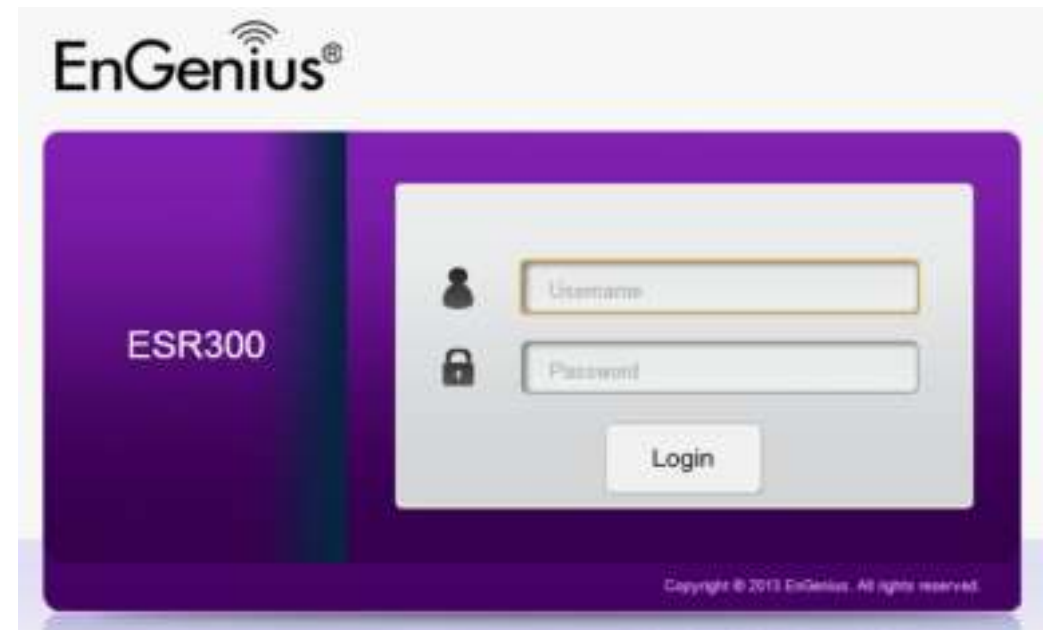 EnGenius®
ESR300
Username
Password
Login
Copyright © 2013 EnGenius. All rights reserved.